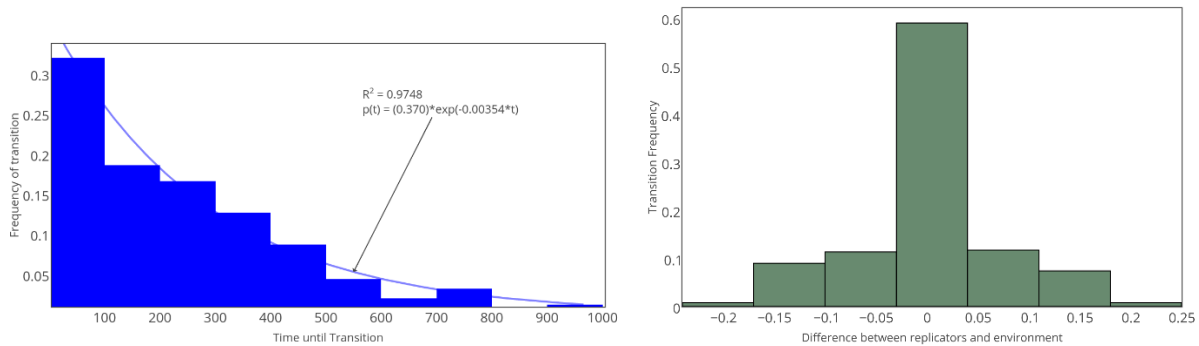 Frequency of transition
0.3
0.25
0.2
0.15
0.1
0.05
R² = 0.9748
p(t) = (0.370)*exp(-0.00354*t)
100 200 300 400 500 600 700 800 900 1000
Time until Transition
Transition Frequency
0.6
0.5
0.4
0.3
0.2
0.1
0
−0.2 −0.15 −0.1 −0.05 0 0.05 0.1 0.15 0.2 0.25
Difference between replicators and environment